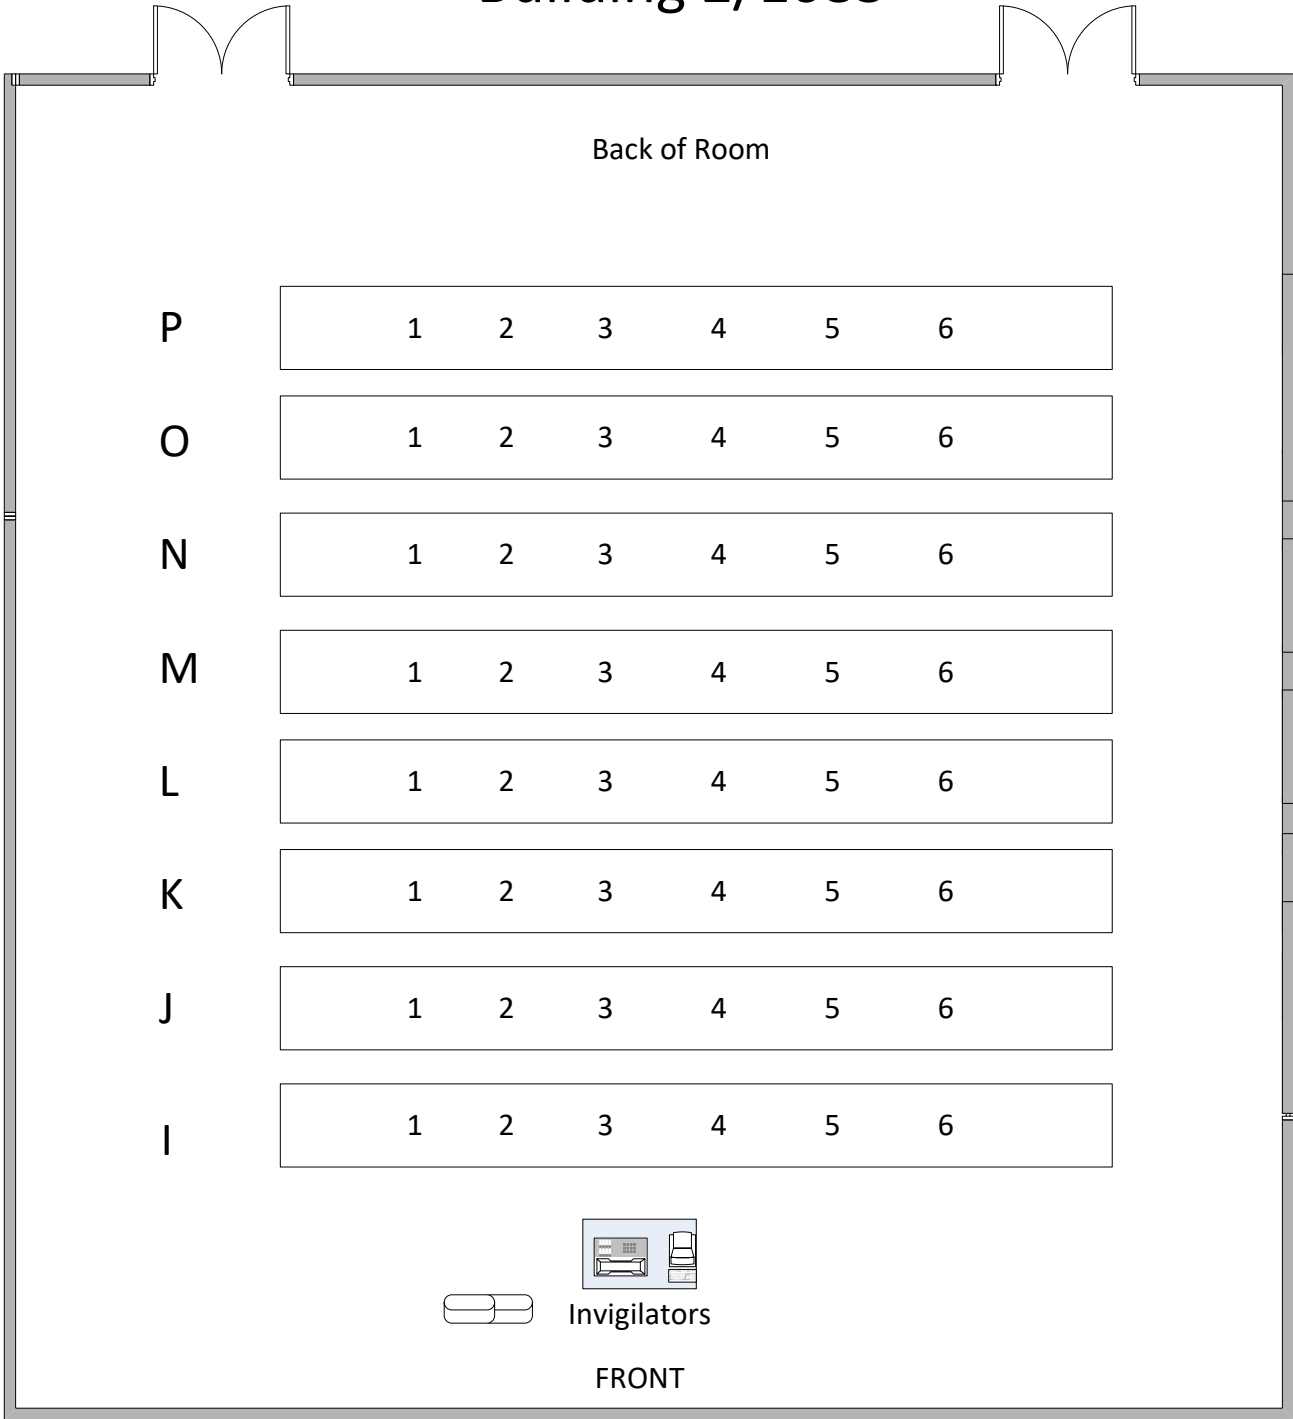 Back of Room
P 1 2 3 4 5 6
O 1 2 3 4 5 6
N 1 2 3 4 5 6
M 1 2 3 4 5 6
L 1 2 3 4 5 6
K 1 2 3 4 5 6
J 1 2 3 4 5 6
I 1 2 3 4 5 6
Invigilators
FRONT